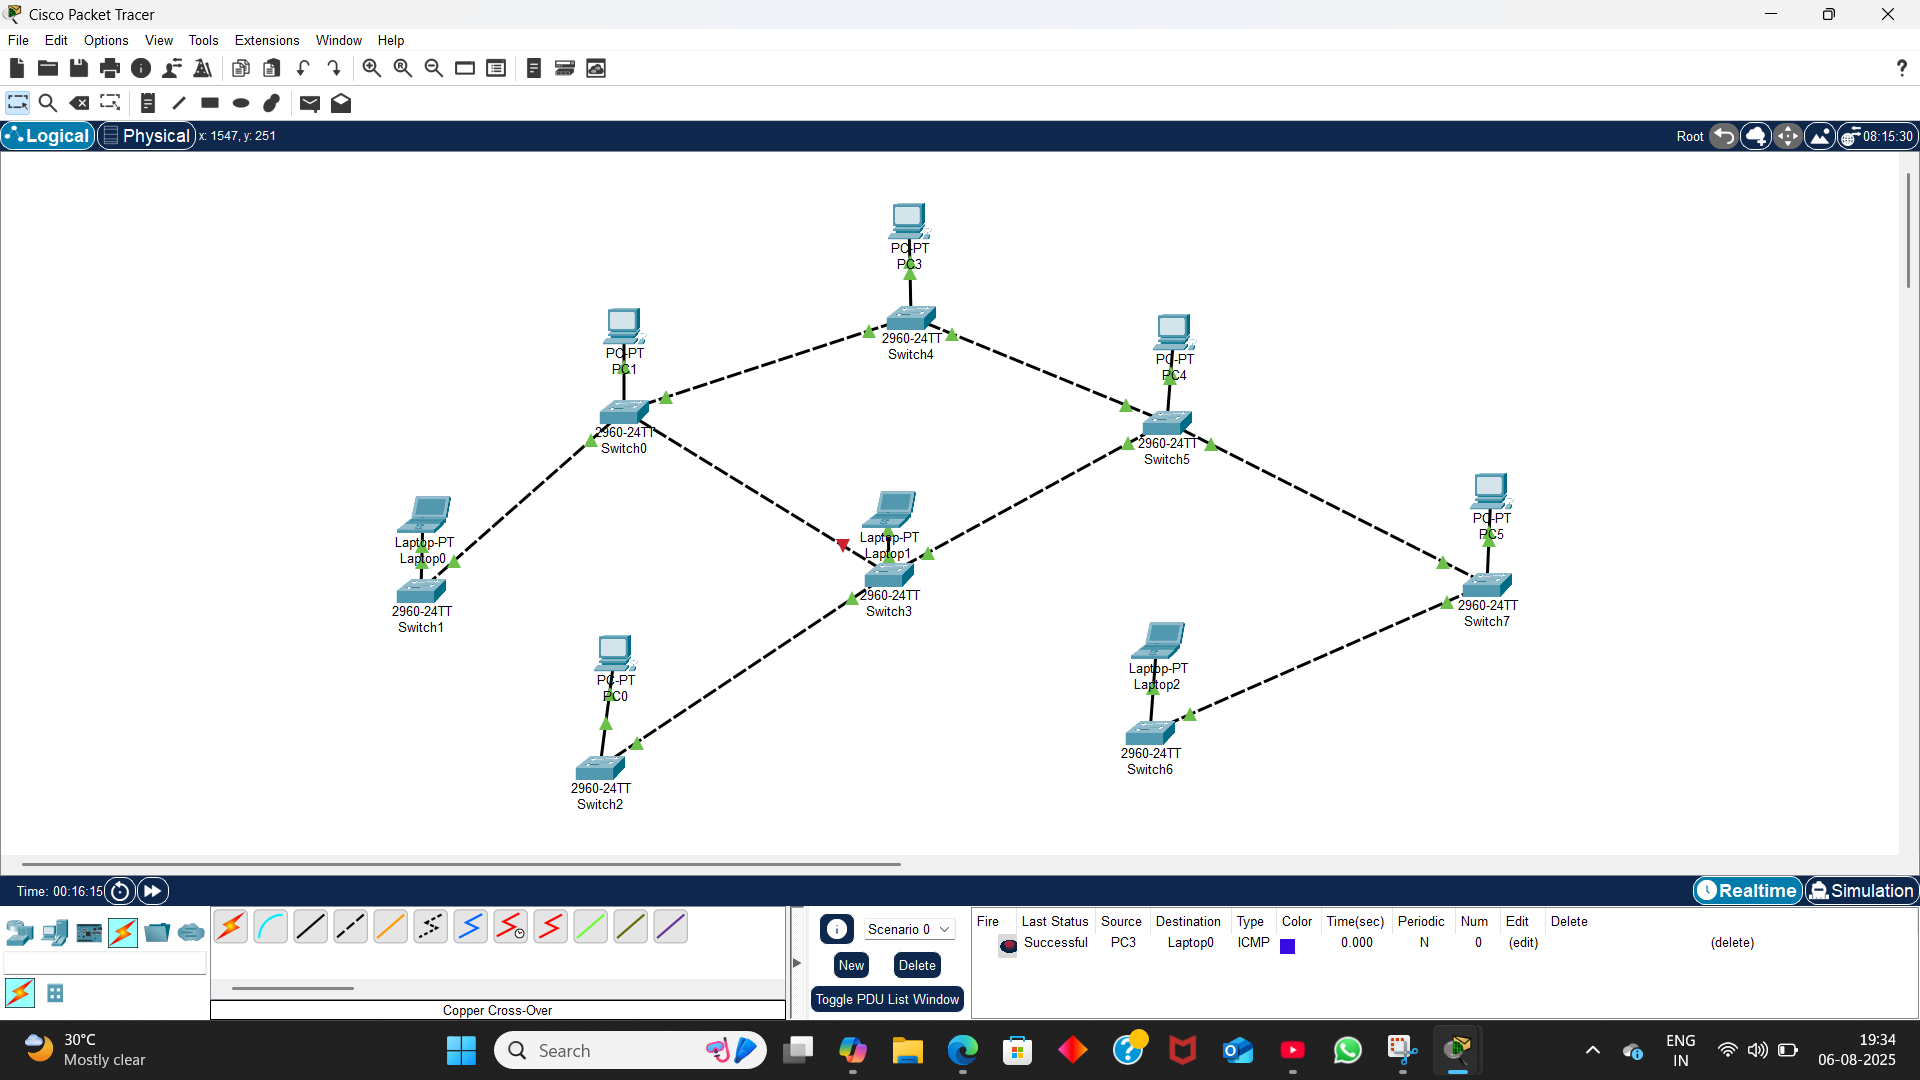 Cisco Packet Tracer
File Edit Options View Tools Extensions Window Help
?
Logical Physical x: 1547, y: 251
Root 08:15:30
PC-PT
PC3
2960-24TT
Switch4
PC-PT
PC1
2960-24TT
Switch0
PC-PT
PC4
2960-24TT
Switch5
Laptop-PT
Laptop0
2960-24TT
Switch1
Laptop-PT
Laptop1
2960-24TT
Switch3
PC-PT
PC5
2960-24TT
Switch7
PC-PT
PC0
2960-24TT
Switch2
Laptop-PT
Laptop2
2960-24TT
Switch6
Time: 00:16:15
Realtime Simulation
Copper Cross-Over
Scenario 0
New Delete
Toggle PDU List Window
Fire Last Status Source Destination Type Color Time(sec) Periodic Num Edit Delete
Successful PC3 Laptop0 ICMP 0.000 N 0 (edit) (delete)
30°C
Mostly clear
Search
ENG
IN
19:34
06-08-2025